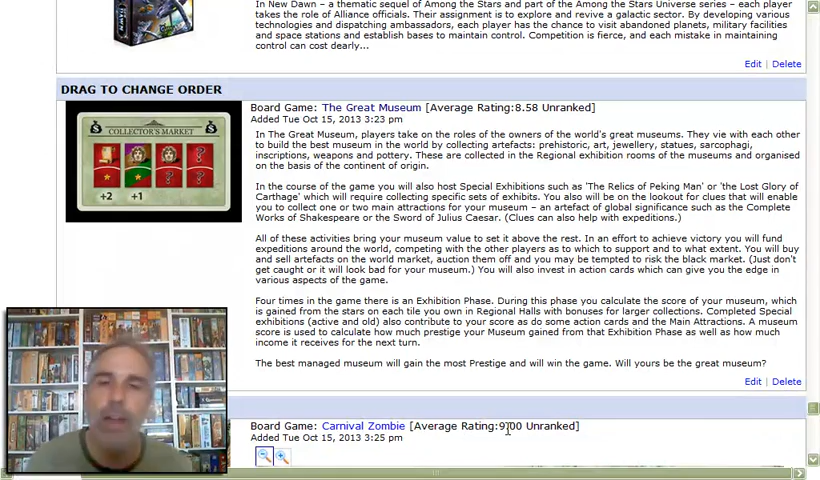 In New Dawn – a thematic sequel of Among the Stars and part of the Among the Stars Universe series – each player
takes the role of Alliance officials. Their assignment is to explore and revive a galactic sector. By developing various
technologies and dispatching ambassadors, each player has the chance to visit abandoned planets, military facilities
and space stations and establish bases to maintain control. Competition is fierce, and each mistake in maintaining
control can cost dearly...
Edit | Delete
DRAG TO CHANGE ORDER
COLLECTOR'S MARKET
+2 +1
Board Game: The Great Museum [Average Rating:8.58 Unranked]
Added Tue Oct 15, 2013 3:23 pm
In The Great Museum, players take on the roles of the owners of the world's great museums. They vie with each other
to build the best museum in the world by collecting artefacts: prehistoric, art, jewellery, statues, sarcophagi,
inscriptions, weapons and pottery. These are collected in the Regional exhibition rooms of the museums and organised
on the basis of the continent of origin.
In the course of the game you will also host Special Exhibitions such as 'The Relics of Peking Man' or 'the Lost Glory of
Carthage' which will require collecting specific sets of exhibits. You also will be on the lookout for clues that will enable
you to collect one or two main attractions for your museum – an artefact of global significance such as the Complete
Works of Shakespeare or the Sword of Julius Caesar. (Clues can also help with expeditions.)
All of these activities bring your museum value to set it above the rest. In an effort to achieve victory you will fund
expeditions around the world, competing with the other players as to which to support and to what extent. You will buy
and sell artefacts on the world market, auction them off and you may be tempted to risk the black market. (Just don't
get caught or it will look bad for your museum.) You will also invest in action cards which can give you the edge in
various aspects of the game.
Four times in the game there is an Exhibition Phase. During this phase you calculate the score of your museum, which
is gained from the stars on each tile you own in Regional Halls with bonuses for larger collections. Completed Special
exhibitions (active and old) also contribute to your score as do some action cards and the Main Attractions. A museum
score is used to calculate how much prestige your Museum gained from that Exhibition Phase as well as how much
income it receives for the next turn.
The best managed museum will gain the most Prestige and will win the game. Will yours be the great museum?
Edit | Delete
Board Game: Carnival Zombie [Average Rating:9.00 Unranked]
Added Tue Oct 15, 2013 3:25 pm